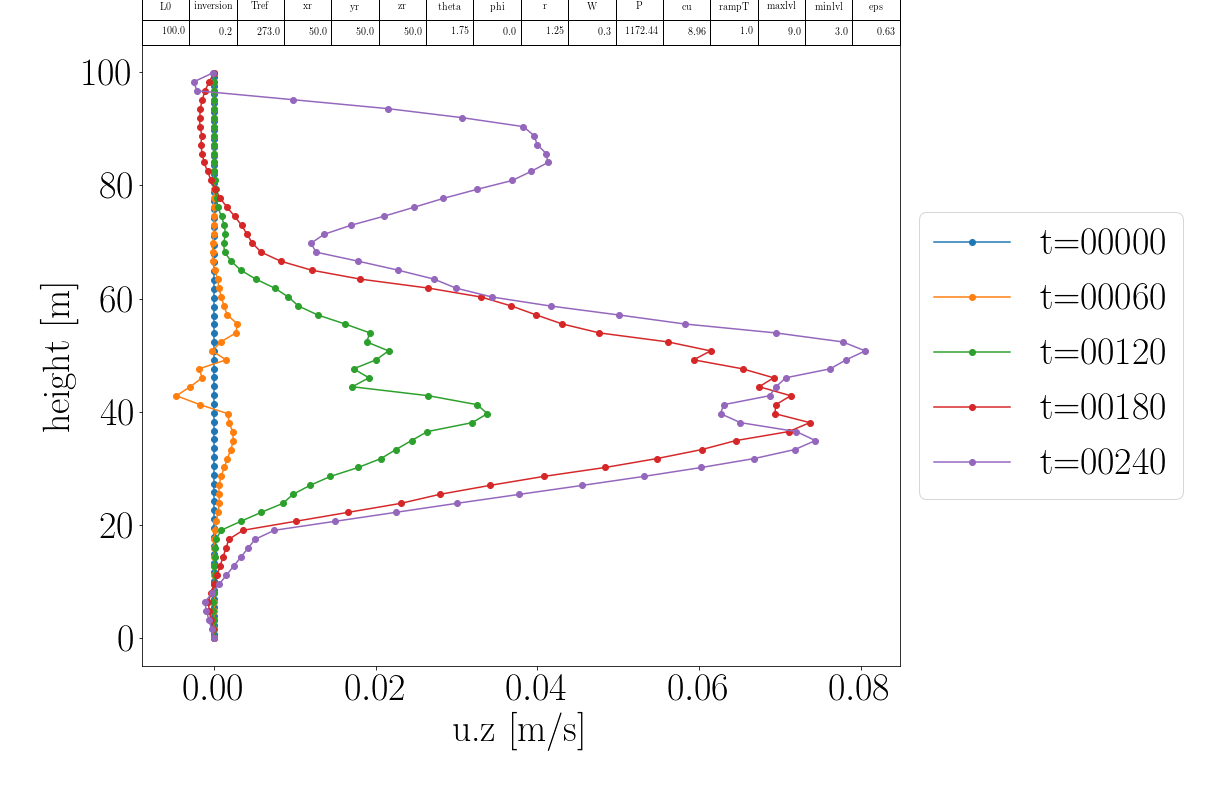 L0 inversion Tref xr yr zr theta phi r W P cu rampT maxlvl minlvl eps
100.0 0.2 273.0 50.0 50.0 50.0 1.75 0.0 1.25 0.3 1172.44 8.96 1.0 9.0 3.0 0.63
100
80
60
40
20
0
height [m]
0.00 0.02 0.04 0.06 0.08
u.z [m/s]
t=00000
t=00060
t=00120
t=00180
t=00240